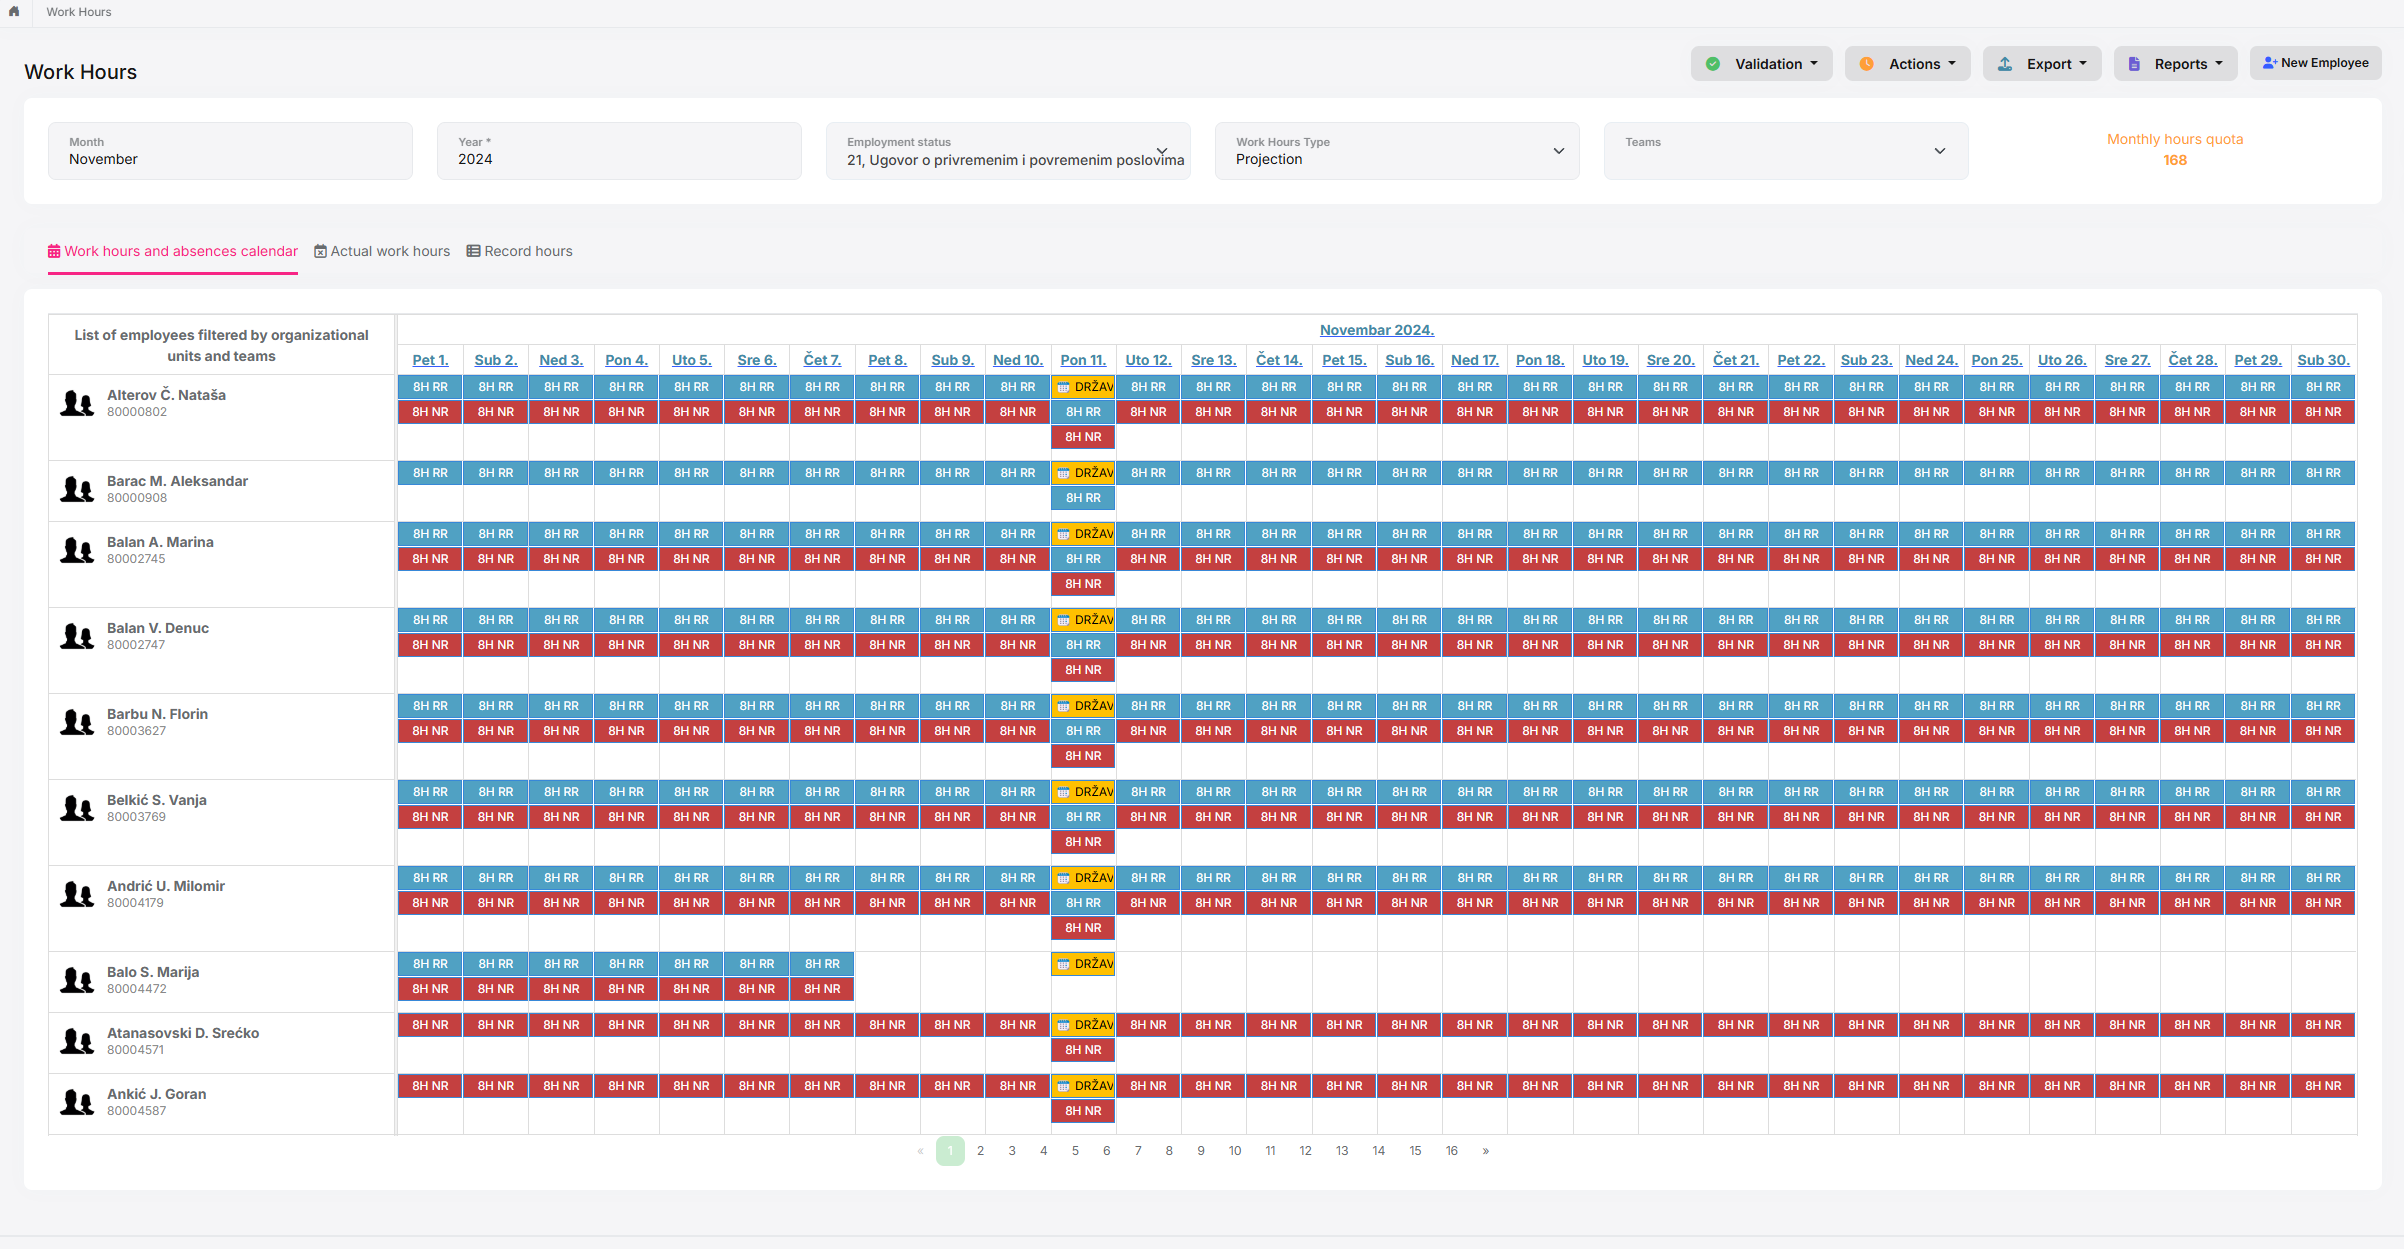 Work Hours
Work Hours
Validation
Actions
Export
Reports
New Employee
Month
November
Year *
2024
Employment status
21, Ugovor o privremenim i povremenim poslovima
Work Hours Type
Projection
Teams
Monthly hours quota
168
Work hours and absences calendar Actual work hours Record hours
List of employees filtered by organizational
units and teams
Novembar 2024.
Pet 1. Sub 2. Ned 3. Pon 4. Uto 5. Sre 6. Čet 7. Pet 8. Sub 9. Ned 10. Pon 11. Uto 12. Sre 13. Čet 14. Pet 15. Sub 16. Ned 17. Pon 18. Uto 19. Sre 20. Čet 21. Pet 22. Sub 23. Ned 24. Pon 25. Uto 26. Sre 27. Čet 28. Pet 29. Sub 30.
Alterov Č. Nataša
80000802
8H RR 8H RR 8H RR 8H RR 8H RR 8H RR 8H RR 8H RR 8H RR 8H RR DRŽAV 8H RR 8H RR 8H RR 8H RR 8H RR 8H RR 8H RR 8H RR 8H RR 8H RR 8H RR 8H RR 8H RR 8H RR 8H RR 8H RR 8H RR 8H RR 8H RR
8H NR 8H NR 8H NR 8H NR 8H NR 8H NR 8H NR 8H NR 8H NR 8H NR 8H RR 8H NR 8H NR 8H NR 8H NR 8H NR 8H NR 8H NR 8H NR 8H NR 8H NR 8H NR 8H NR 8H NR 8H NR 8H NR 8H NR 8H NR 8H NR 8H NR
8H NR
Barac M. Aleksandar
80000908
8H RR 8H RR 8H RR 8H RR 8H RR 8H RR 8H RR 8H RR 8H RR 8H RR DRŽAV 8H RR 8H RR 8H RR 8H RR 8H RR 8H RR 8H RR 8H RR 8H RR 8H RR 8H RR 8H RR 8H RR 8H RR 8H RR 8H RR 8H RR 8H RR 8H RR
8H RR
Balan A. Marina
80002745
8H RR 8H RR 8H RR 8H RR 8H RR 8H RR 8H RR 8H RR 8H RR 8H RR DRŽAV 8H RR 8H RR 8H RR 8H RR 8H RR 8H RR 8H RR 8H RR 8H RR 8H RR 8H RR 8H RR 8H RR 8H RR 8H RR 8H RR 8H RR 8H RR 8H RR
8H NR 8H NR 8H NR 8H NR 8H NR 8H NR 8H NR 8H NR 8H NR 8H NR 8H RR 8H NR 8H NR 8H NR 8H NR 8H NR 8H NR 8H NR 8H NR 8H NR 8H NR 8H NR 8H NR 8H NR 8H NR 8H NR 8H NR 8H NR 8H NR 8H NR
8H NR
Balan V. Denuc
80002747
8H RR 8H RR 8H RR 8H RR 8H RR 8H RR 8H RR 8H RR 8H RR 8H RR DRŽAV 8H RR 8H RR 8H RR 8H RR 8H RR 8H RR 8H RR 8H RR 8H RR 8H RR 8H RR 8H RR 8H RR 8H RR 8H RR 8H RR 8H RR 8H RR 8H RR
8H NR 8H NR 8H NR 8H NR 8H NR 8H NR 8H NR 8H NR 8H NR 8H NR 8H RR 8H NR 8H NR 8H NR 8H NR 8H NR 8H NR 8H NR 8H NR 8H NR 8H NR 8H NR 8H NR 8H NR 8H NR 8H NR 8H NR 8H NR 8H NR 8H NR
8H NR
Barbu N. Florin
80003627
8H RR 8H RR 8H RR 8H RR 8H RR 8H RR 8H RR 8H RR 8H RR 8H RR DRŽAV 8H RR 8H RR 8H RR 8H RR 8H RR 8H RR 8H RR 8H RR 8H RR 8H RR 8H RR 8H RR 8H RR 8H RR 8H RR 8H RR 8H RR 8H RR 8H RR
8H NR 8H NR 8H NR 8H NR 8H NR 8H NR 8H NR 8H NR 8H NR 8H NR 8H RR 8H NR 8H NR 8H NR 8H NR 8H NR 8H NR 8H NR 8H NR 8H NR 8H NR 8H NR 8H NR 8H NR 8H NR 8H NR 8H NR 8H NR 8H NR 8H NR
8H NR
Belkić S. Vanja
80003769
8H RR 8H RR 8H RR 8H RR 8H RR 8H RR 8H RR 8H RR 8H RR 8H RR DRŽAV 8H RR 8H RR 8H RR 8H RR 8H RR 8H RR 8H RR 8H RR 8H RR 8H RR 8H RR 8H RR 8H RR 8H RR 8H RR 8H RR 8H RR 8H RR 8H RR
8H NR 8H NR 8H NR 8H NR 8H NR 8H NR 8H NR 8H NR 8H NR 8H NR 8H RR 8H NR 8H NR 8H NR 8H NR 8H NR 8H NR 8H NR 8H NR 8H NR 8H NR 8H NR 8H NR 8H NR 8H NR 8H NR 8H NR 8H NR 8H NR 8H NR
8H NR
Andrić U. Milomir
80004179
8H RR 8H RR 8H RR 8H RR 8H RR 8H RR 8H RR 8H RR 8H RR 8H RR DRŽAV 8H RR 8H RR 8H RR 8H RR 8H RR 8H RR 8H RR 8H RR 8H RR 8H RR 8H RR 8H RR 8H RR 8H RR 8H RR 8H RR 8H RR 8H RR 8H RR
8H NR 8H NR 8H NR 8H NR 8H NR 8H NR 8H NR 8H NR 8H NR 8H NR 8H RR 8H NR 8H NR 8H NR 8H NR 8H NR 8H NR 8H NR 8H NR 8H NR 8H NR 8H NR 8H NR 8H NR 8H NR 8H NR 8H NR 8H NR 8H NR 8H NR
8H NR
Balo S. Marija
80004472
8H RR 8H RR 8H RR 8H RR 8H RR 8H RR 8H RR DRŽAV
8H NR 8H NR 8H NR 8H NR 8H NR 8H NR 8H NR
Atanasovski D. Srećko
80004571
8H NR 8H NR 8H NR 8H NR 8H NR 8H NR 8H NR 8H NR 8H NR 8H NR DRŽAV 8H NR 8H NR 8H NR 8H NR 8H NR 8H NR 8H NR 8H NR 8H NR 8H NR 8H NR 8H NR 8H NR 8H NR 8H NR 8H NR 8H NR 8H NR 8H NR
8H NR
Ankić J. Goran
80004587
8H NR 8H NR 8H NR 8H NR 8H NR 8H NR 8H NR 8H NR 8H NR 8H NR DRŽAV 8H NR 8H NR 8H NR 8H NR 8H NR 8H NR 8H NR 8H NR 8H NR 8H NR 8H NR 8H NR 8H NR 8H NR 8H NR 8H NR 8H NR 8H NR 8H NR
8H NR
« 1 2 3 4 5 6 7 8 9 10 11 12 13 14 15 16 »